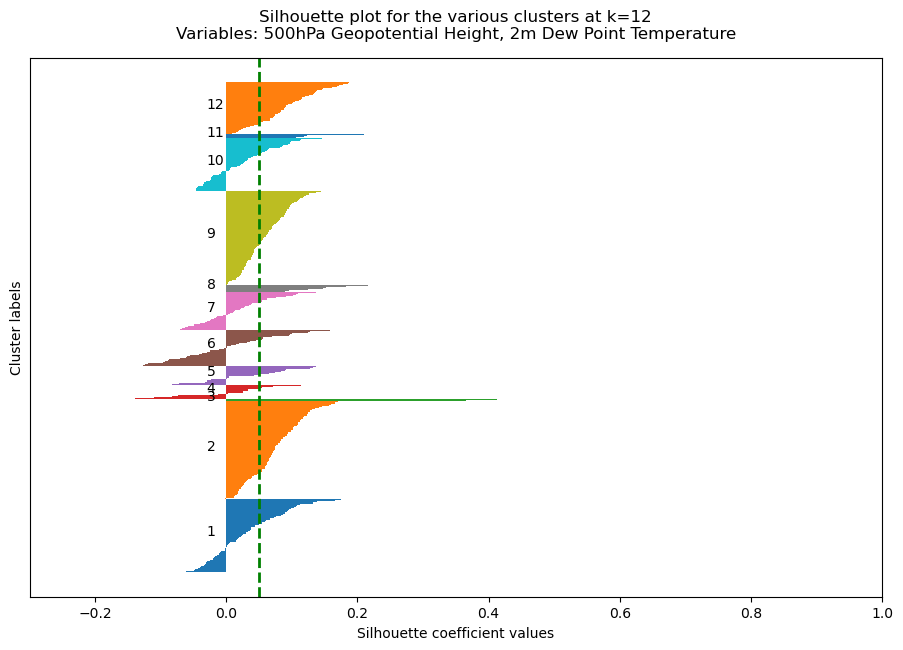 Silhouette plot for the various clusters at k=12
Variables: 500hPa Geopotential Height, 2m Dew Point Temperature
Cluster labels
12
11
10
9
8
7
6
5
4
3
2
1
−0.2 0.0 0.2 0.4 0.6 0.8 1.0
Silhouette coefficient values